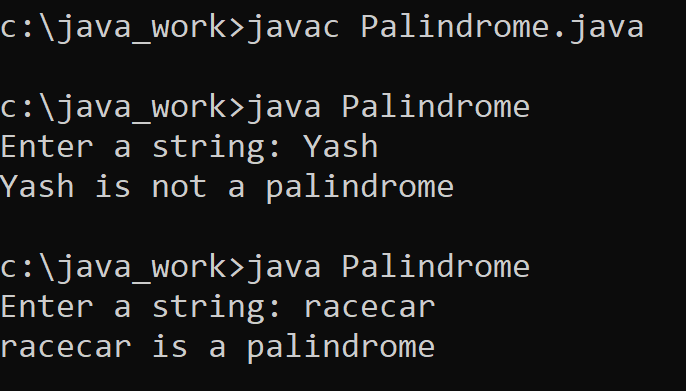 c:\java_work>javac Palindrome.java
c:\java_work>java Palindrome
Enter a string: Yash
Yash is not a palindrome
c:\java_work>java Palindrome
Enter a string: racecar
racecar is a palindrome